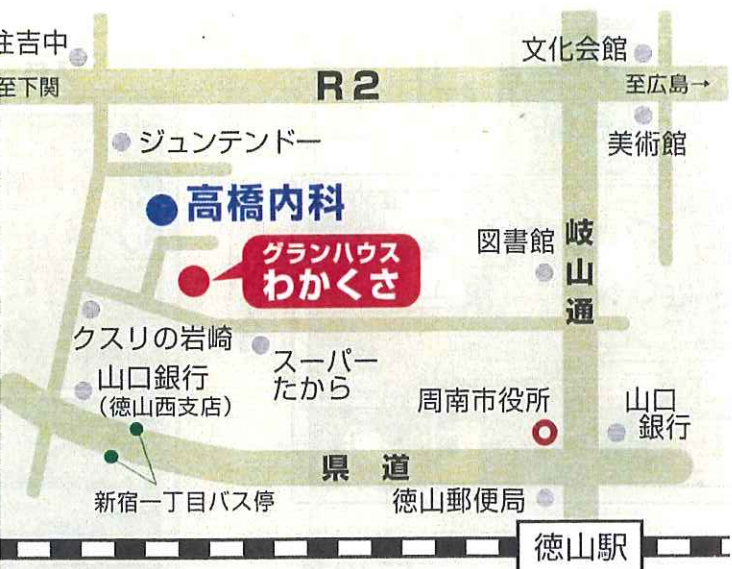 住吉中
文化会館
至下関
R2
至広島→
ジュンテンドー
美術館
高橋内科
図書館
岐山通
グランハウス
わかくさ
クスリの岩崎
スーパー
たから
山口銀行
（徳山西支店）
周南市役所
山口
銀行
県道
新宿一丁目バス停
徳山郵便局
徳山駅